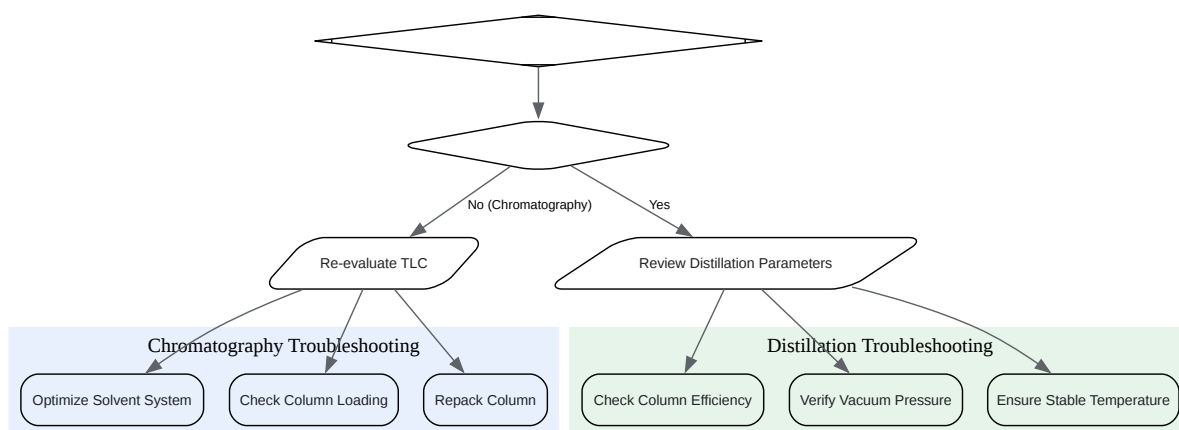 No (Chromatography)
Yes
Re-evaluate TLC
Review Distillation Parameters
Chromatography Troubleshooting
Distillation Troubleshooting
Optimize Solvent System
Check Column Loading
Repack Column
Check Column Efficiency
Verify Vacuum Pressure
Ensure Stable Temperature